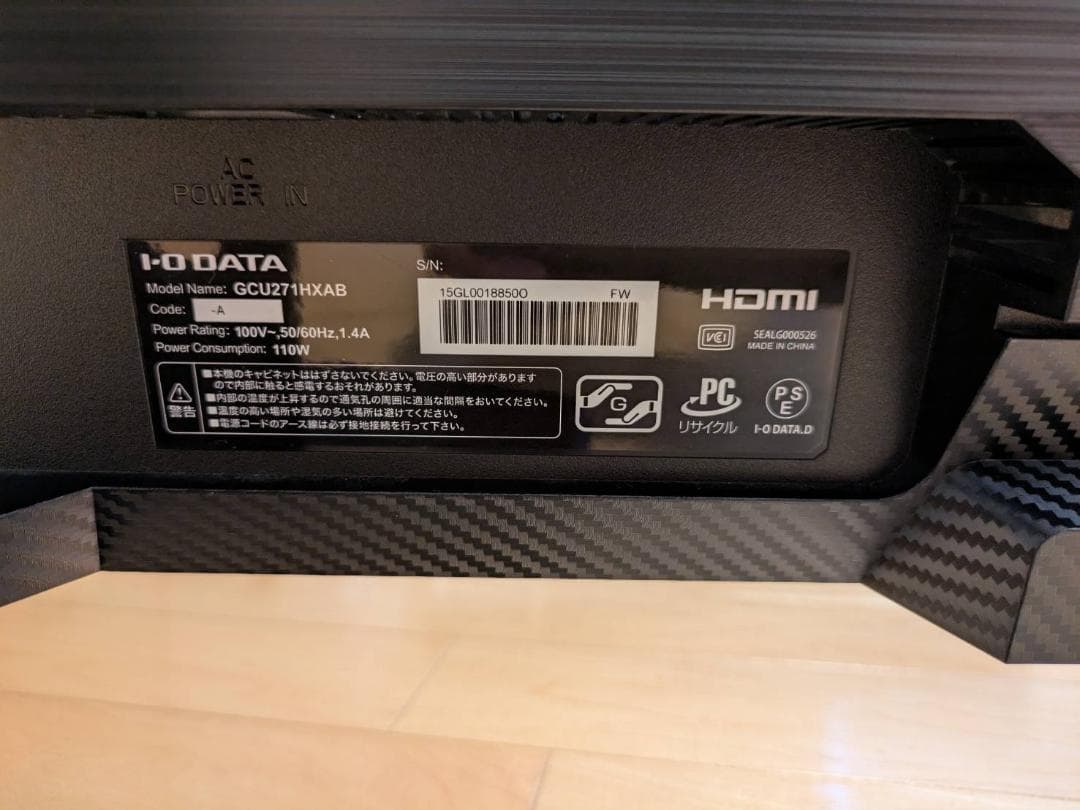 AC
POWER IN
I-O DATA
Model Name: GCU271HXAB
Code: -A
Power Rating: 100V~,50/60Hz,1.4A
Power Consumption: 110W
S/N:
15GL0018850O FW
HDMI
VCI
SEALG000526
MADE IN CHINA
警告
■本機のキャビネットははずさないでください。電圧の高い部分があります
ので内部に触ると感電するおそれがあります。
■内部の温度が上昇するので通気孔の周囲に適当な間隔をおいてください。
■温度の高い場所や湿気の多い場所は避けてください。
■電源コードのアース線は必ず接地接続を行って下さい。
G
PC
リサイクル
PS
E
I-O DATA.D